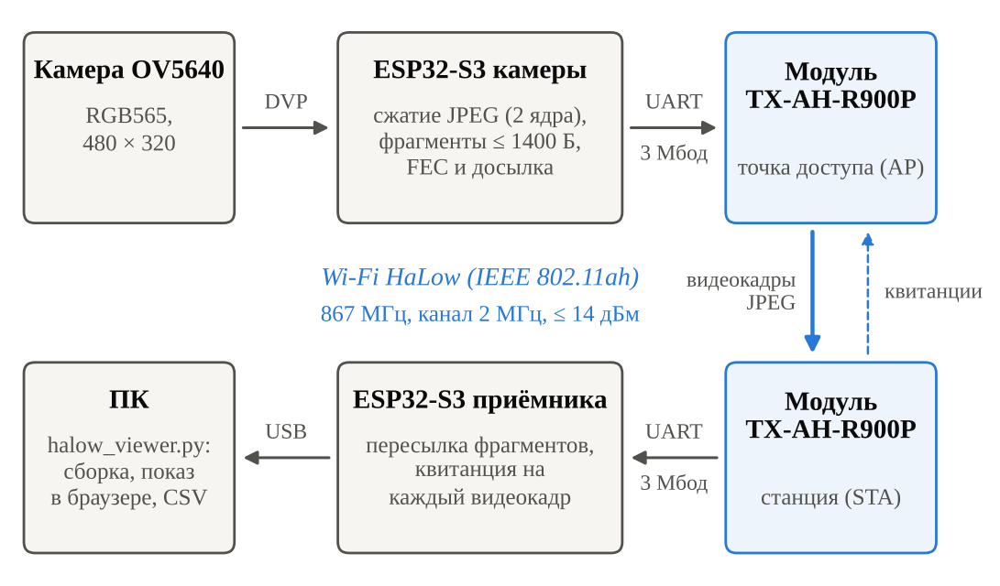 Камера OV5640
RGB565,
480 × 320
DVP
ESP32-S3 камеры
сжатие JPEG (2 ядра),
фрагменты ≤ 1400 Б,
FEC и досылка
UART
3 Мбод
Модуль
TX-AH-R900P
точка доступа (AP)
Wi-Fi HaLow (IEEE 802.11ah)
867 МГц, канал 2 МГц, ≤ 14 дБм
видеокадры
JPEG
квитанции
ПК
halow_viewer.py:
сборка, показ
в браузере, CSV
USB
ESP32-S3 приёмника
пересылка фрагментов,
квитанция на
каждый видеокадр
UART
3 Мбод
Модуль
TX-AH-R900P
станция (STA)